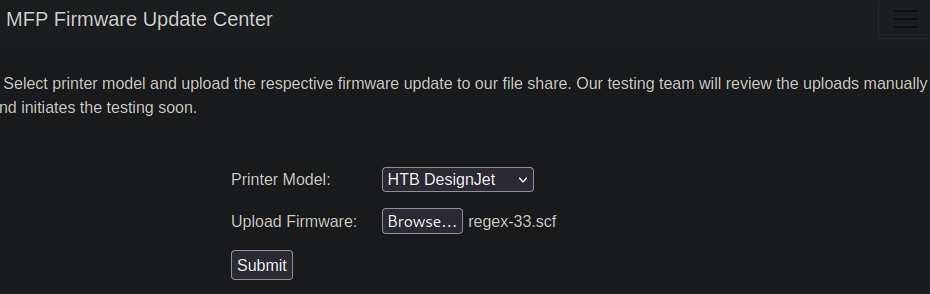 MFP Firmware Update Center
Select printer model and upload the respective firmware update to our file share. Our testing team will review the uploads manually
nd initiates the testing soon.
Printer Model: HTB DesignJet
Upload Firmware: Browse... regex-33.scf
Submit